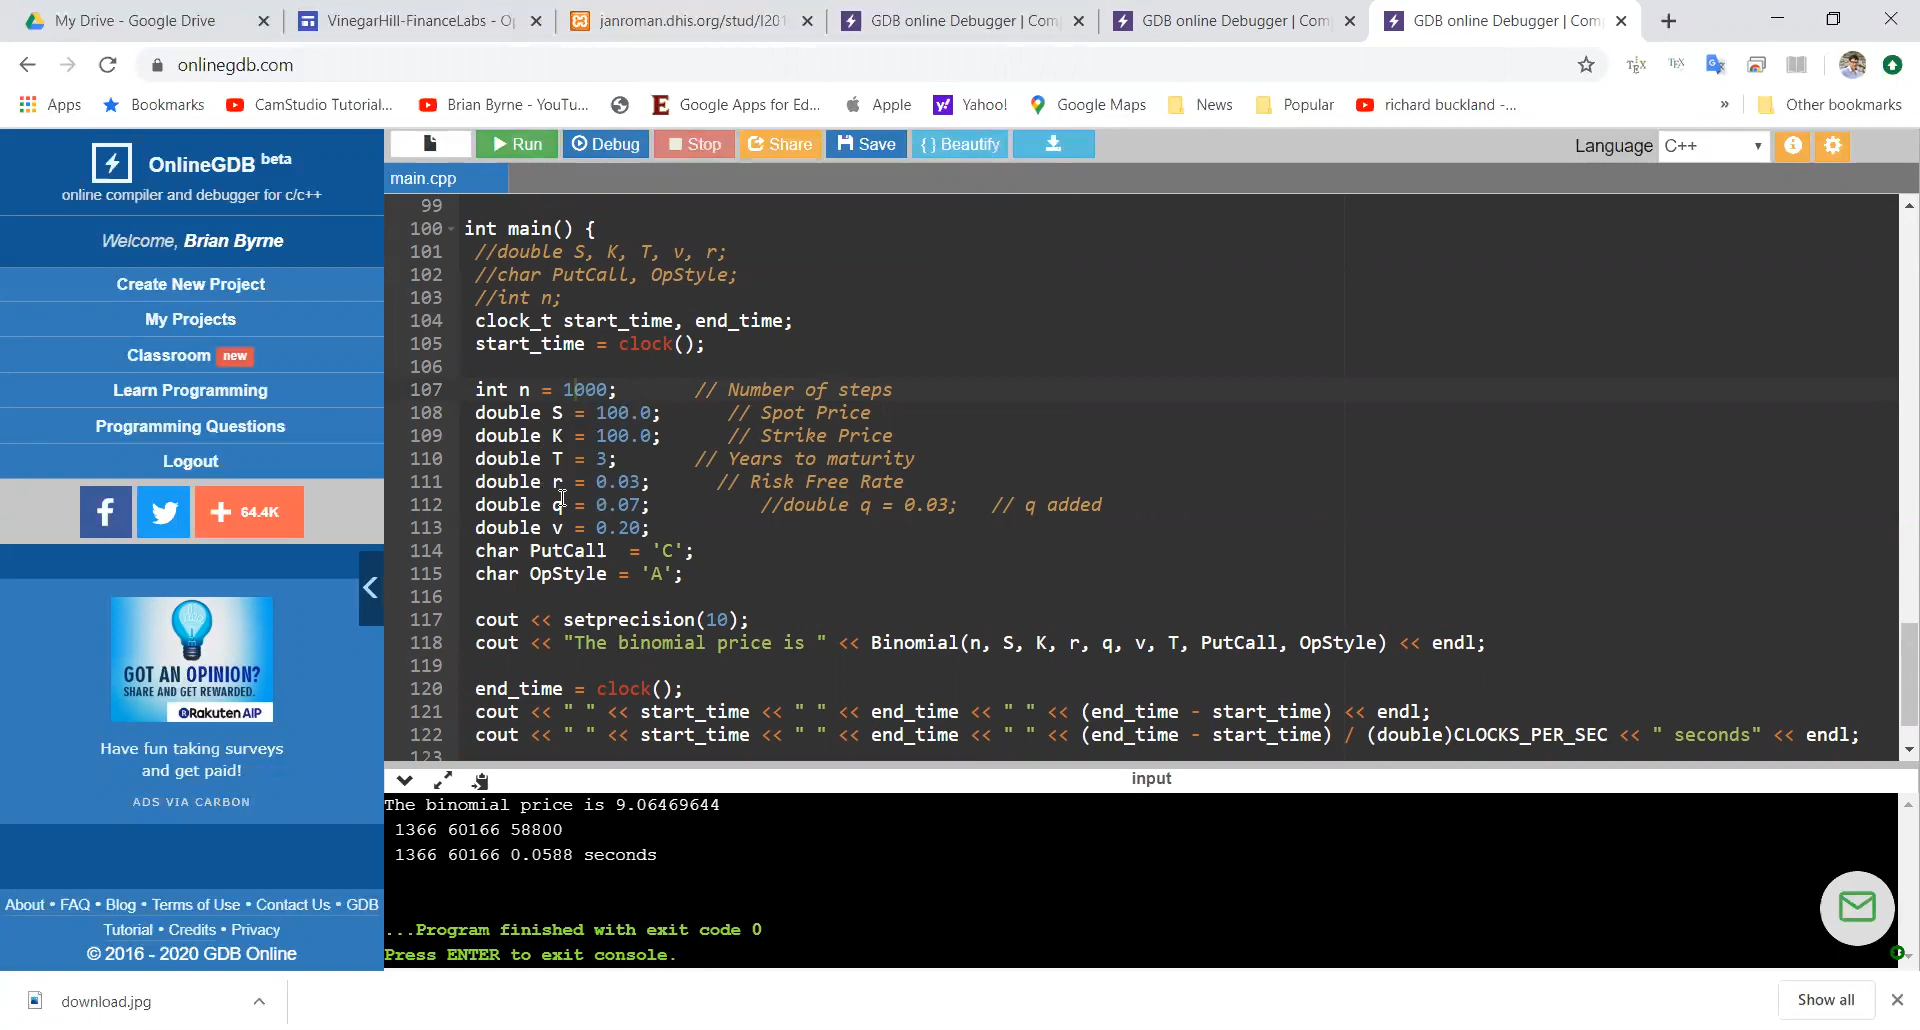 My Drive - Google Drive
VinegarHill-FinanceLabs - Op
janroman.dhis.org/stud/I201
GDB online Debugger | Com
GDB online Debugger | Com
GDB online Debugger | Com
onlinegdb.com
Apps
Bookmarks
CamStudio Tutorial...
Brian Byrne - YouTu...
Google Apps for Ed...
Apple
Yahoo!
Google Maps
News
Popular
richard buckland -...
»
Other bookmarks
OnlineGDB beta
online compiler and debugger for c/c++
Welcome, Brian Byrne
Create New Project
My Projects
Classroom new
Learn Programming
Programming Questions
Logout
64.4K
GOT AN OPINION?
SHARE AND GET REWARDED.
Rakuten AIP
Have fun taking surveys
and get paid!
ADS VIA CARBON
About • FAQ • Blog • Terms of Use • Contact Us • GDB
Tutorial • Credits • Privacy
© 2016 - 2020 GDB Online
Run
Debug
Stop
Share
Save
{ } Beautify
Language C++
main.cpp
99
100 int main() {
101 //double S, K, T, v, r;
102 //char PutCall, OpStyle;
103 //int n;
104 clock_t start_time, end_time;
105 start_time = clock();
106
107 int n = 1000; // Number of steps
108 double S = 100.0; // Spot Price
109 double K = 100.0; // Strike Price
110 double T = 3; // Years to maturity
111 double r = 0.03; // Risk Free Rate
112 double q = 0.07; //double q = 0.03; // q added
113 double v = 0.20;
114 char PutCall = 'C';
115 char OpStyle = 'A';
116
117 cout << setprecision(10);
118 cout << "The binomial price is " << Binomial(n, S, K, r, q, v, T, PutCall, OpStyle) << endl;
119
120 end_time = clock();
121 cout << " " << start_time << " " << end_time << " " << (end_time - start_time) << endl;
122 cout << " " << start_time << " " << end_time << " " << (end_time - start_time) / (double)CLOCKS_PER_SEC << " seconds" << endl;
123
input
The binomial price is 9.06469644
1366 60166 58800
1366 60166 0.0588 seconds
...Program finished with exit code 0
Press ENTER to exit console.
download.jpg
Show all